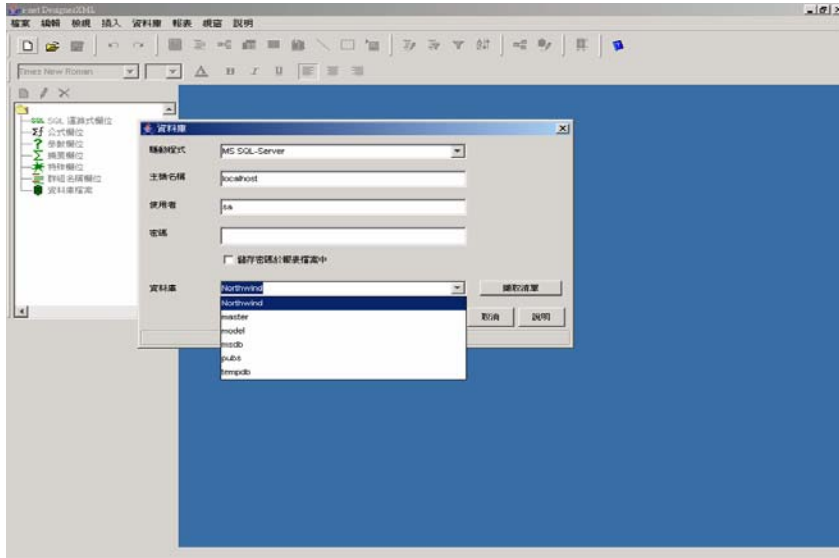 i-net Designer/XML
檔案 編輯 檢視 插入 資料庫 報表 視窗 說明
Times New Roman
B I U
SQL 運算式欄位
公式欄位
參數欄位
摘要欄位
特殊欄位
群組名稱欄位
資料庫檔案
資料庫
驅動程式 MS SQL-Server
主機名稱 localhost
使用者 sa
密碼
儲存密碼於報表檔案中
資料庫 Northwind 擷取清單
Northwind
master
model
msdb
pubs
tempdb
取消 說明